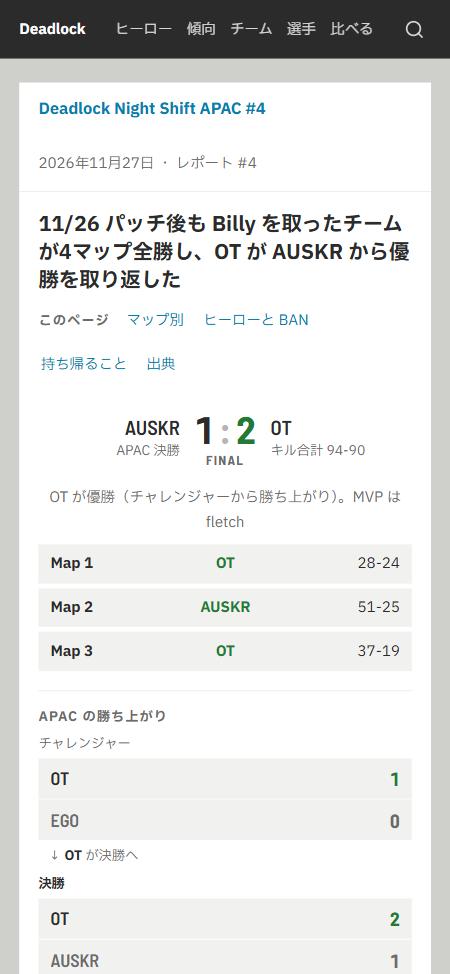 Deadlock ヒーロー 傾向 チーム 選手 比べる
Deadlock Night Shift APAC #4
2026年11月27日 ・ レポート #4
11/26 パッチ後も Billy を取ったチーム
が4マップ全勝し、OT が AUSKR から優
勝を取り返した
このページ マップ別 ヒーローと BAN
持ち帰ること 出典
AUSKR 1:2 OT
APAC 決勝 FINAL キル合計 94-90
OT が優勝（チャレンジャーから勝ち上がり）。MVP は
fletch
Map 1 OT 28-24
Map 2 AUSKR 51-25
Map 3 OT 37-19
APAC の勝ち上がり
チャレンジャー
OT 1
EGO 0
↓ OT が決勝へ
決勝
OT 2
AUSKR 1